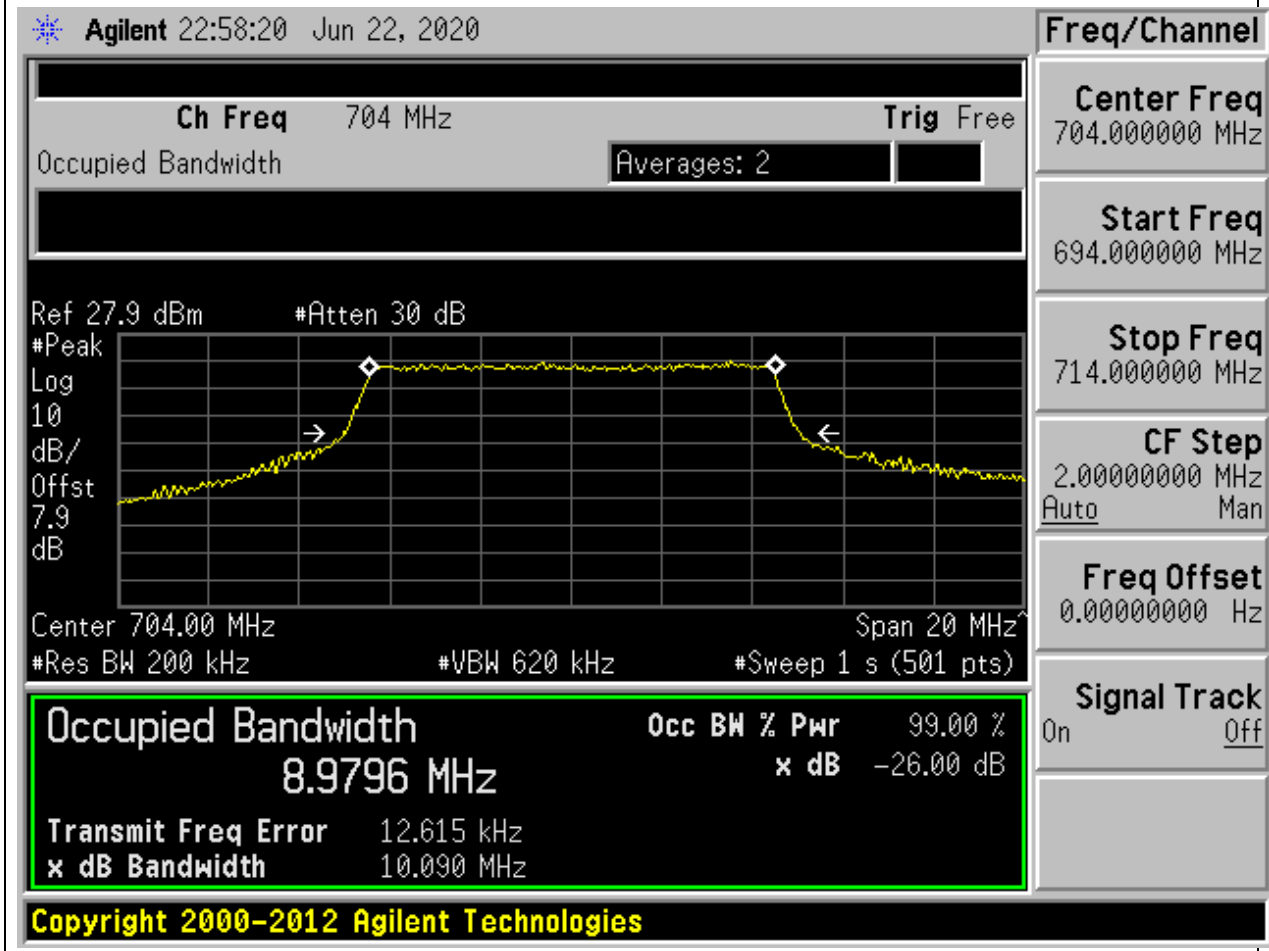 Agilent 22:58:20 Jun 22, 2020
Freq/Channel
Ch Freq 704 MHz Trig Free
Occupied Bandwidth Averages: 2
Ref 27.9 dBm #Atten 30 dB
#Peak
Log
10
dB/
Offst
7.9
dB
Center 704.00 MHz Span 20 MHz^
#Res BW 200 kHz #VBW 620 kHz #Sweep 1 s (501 pts)
Occupied Bandwidth Occ BW % Pwr 99.00 %
8.9796 MHz x dB -26.00 dB
Transmit Freq Error 12.615 kHz
x dB Bandwidth 10.090 MHz
Center Freq
704.000000 MHz
Start Freq
694.000000 MHz
Stop Freq
714.000000 MHz
CF Step
2.00000000 MHz
Auto Man
Freq Offset
0.00000000 Hz
Signal Track
On Off
Copyright 2000-2012 Agilent Technologies